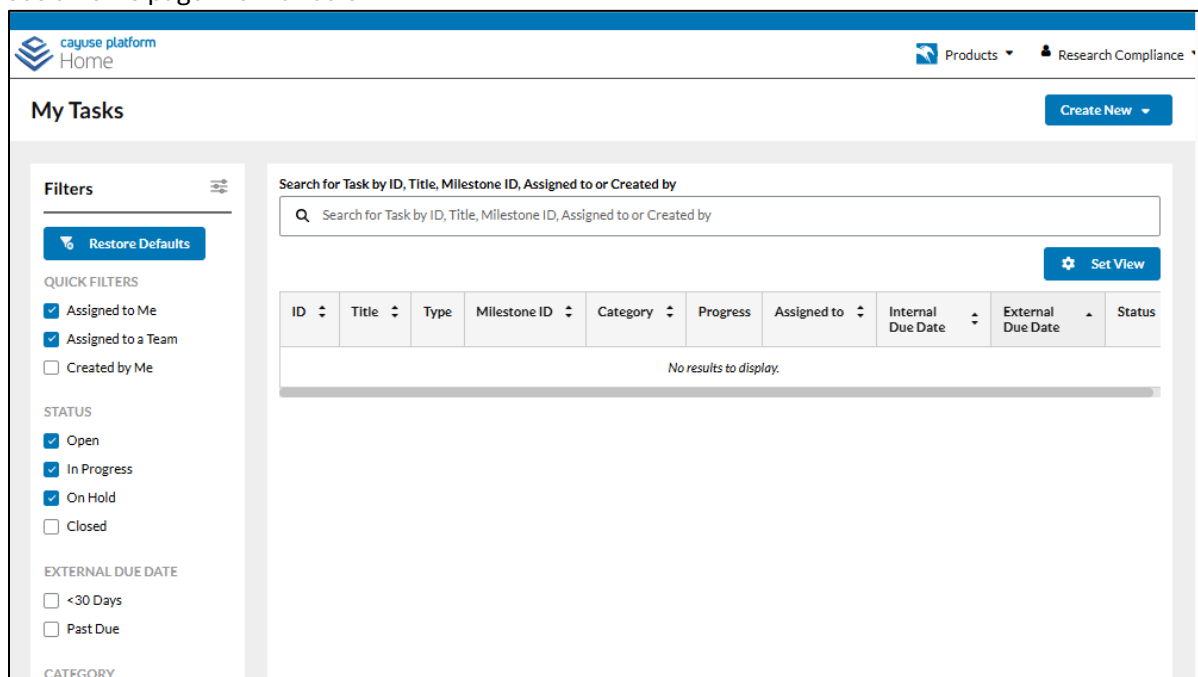 cayuse platform
Home
Products
Research Compliance
My Tasks
Create New
Filters
Restore Defaults
QUICK FILTERS
Assigned to Me
Assigned to a Team
Created by Me
STATUS
Open
In Progress
On Hold
Closed
EXTERNAL DUE DATE
<30 Days
Past Due
CATEGORY
Search for Task by ID, Title, Milestone ID, Assigned to or Created by
Search for Task by ID, Title, Milestone ID, Assigned to or Created by
Set View
ID Title Type Milestone ID Category Progress Assigned to Internal Due Date External Due Date Status
No results to display.